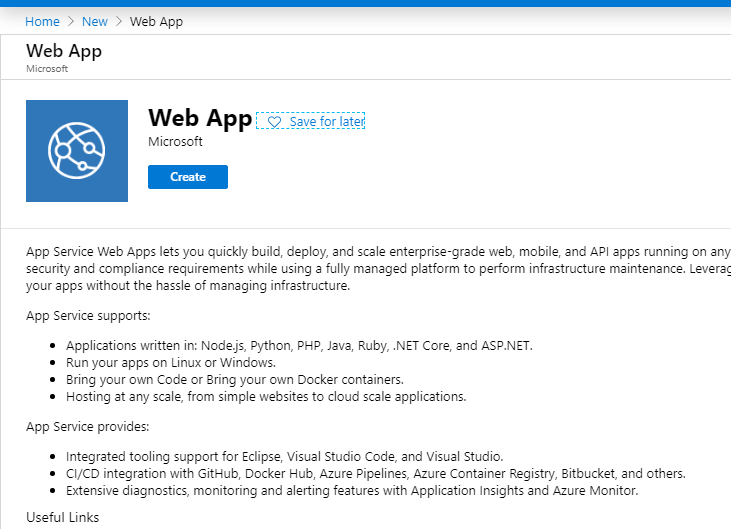 Home > New > Web App
Web App
Microsoft
Web App
Save for later
Microsoft
Create
App Service Web Apps lets you quickly build, deploy, and scale enterprise-grade web, mobile, and API apps running on any
security and compliance requirements while using a fully managed platform to perform infrastructure maintenance. Leverag
your apps without the hassle of managing infrastructure.
App Service supports:
• Applications written in: Node.js, Python, PHP, Java, Ruby, .NET Core, and ASP.NET.
• Run your apps on Linux or Windows.
• Bring your own Code or Bring your own Docker containers.
• Hosting at any scale, from simple websites to cloud scale applications.
App Service provides:
• Integrated tooling support for Eclipse, Visual Studio Code, and Visual Studio.
• CI/CD integration with GitHub, Docker Hub, Azure Pipelines, Azure Container Registry, Bitbucket, and others.
• Extensive diagnostics, monitoring and alerting features with Application Insights and Azure Monitor.
Useful Links